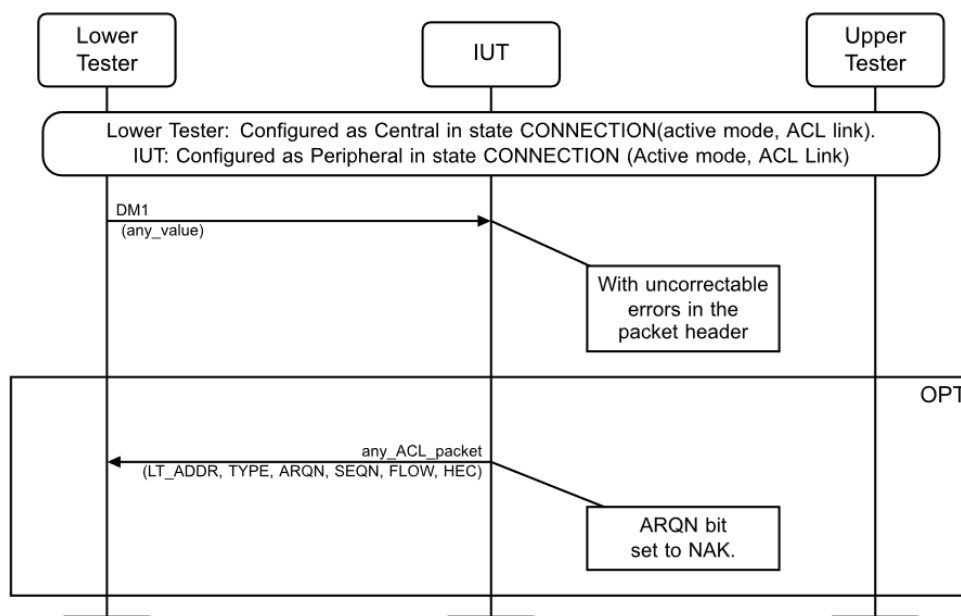 Lower
Tester
IUT
Upper
Tester
Lower Tester: Configured as Central in state CONNECTION(active mode, ACL link).
IUT: Configured as Peripheral in state CONNECTION (Active mode, ACL Link)
DM1
(any_value)
With uncorrectable
errors in the
packet header
OPT
any_ACL_packet
(LT_ADDR, TYPE, ARQN, SEQN, FLOW, HEC)
ARQN bit
set to NAK.